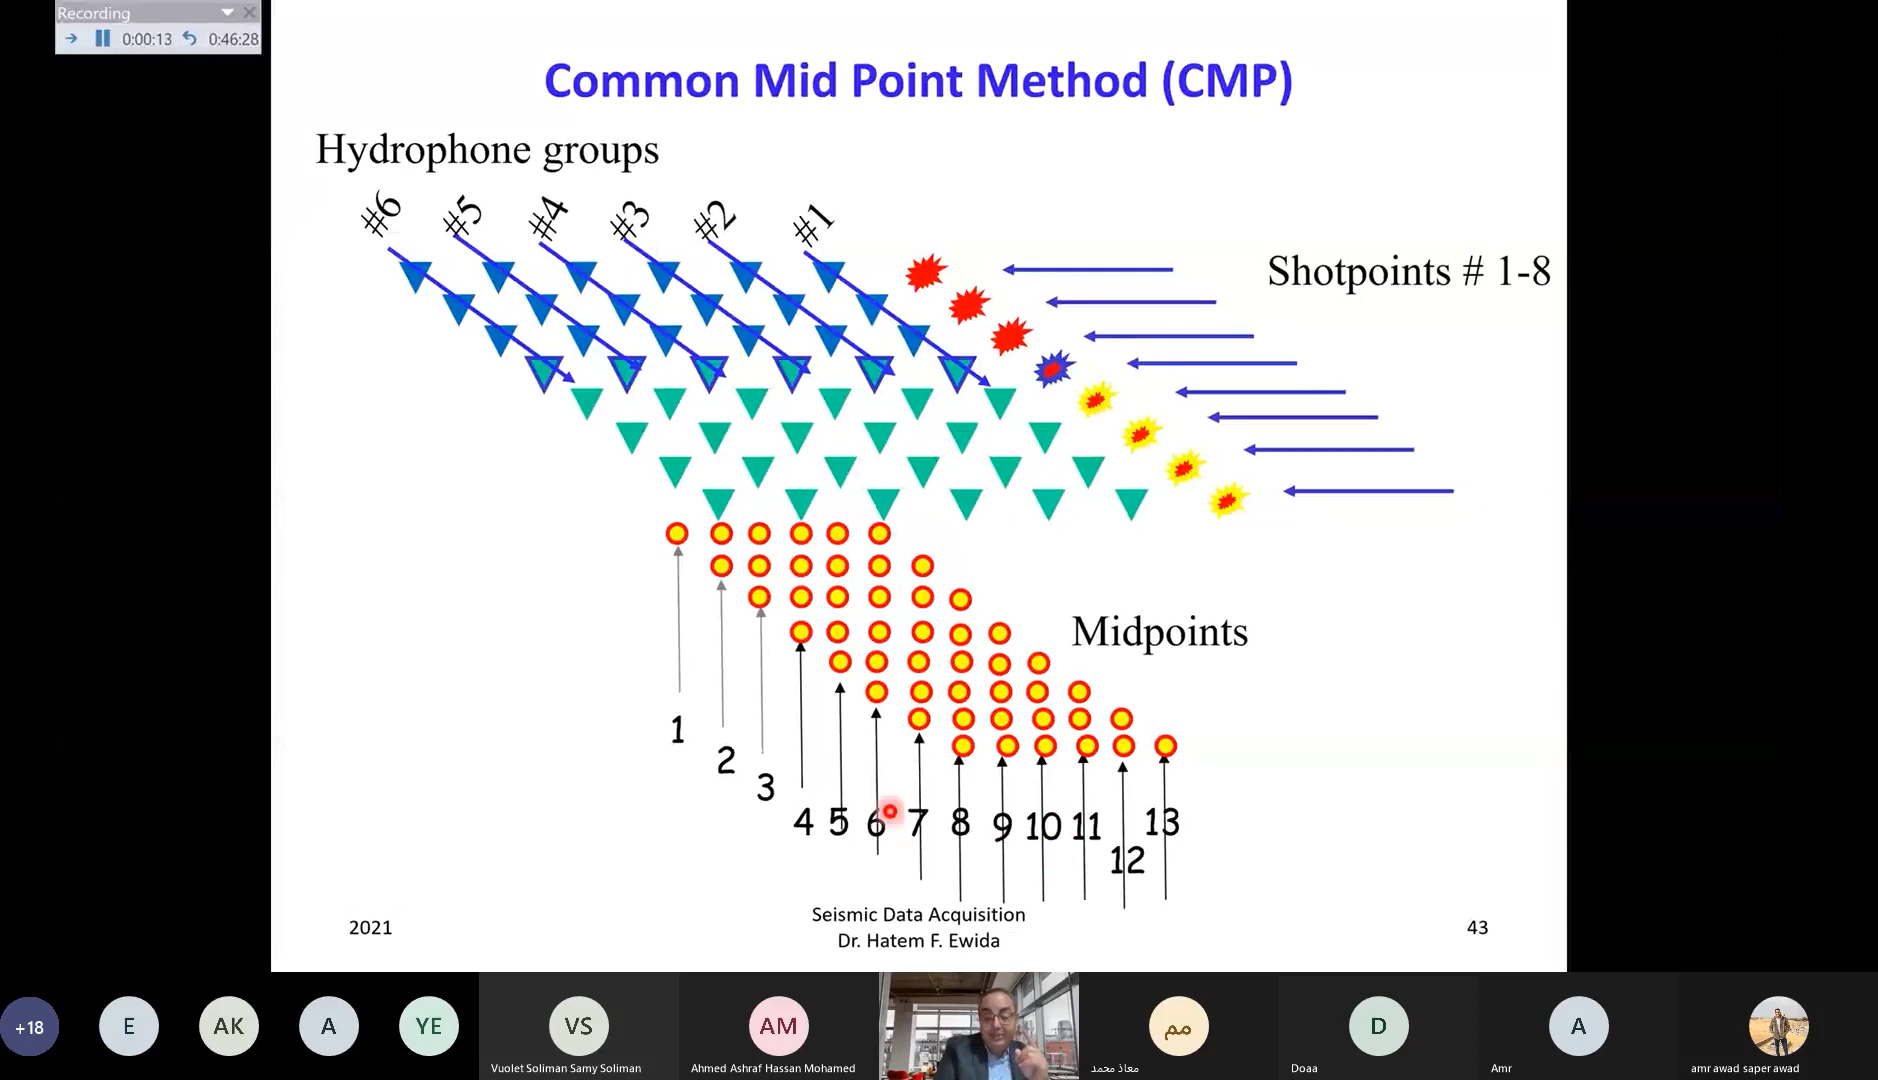 Recording
0:00:13 0:46:28
Common Mid Point Method (CMP)
Hydrophone groups
#6 #5 #4 #3 #2 #1
Shotpoints # 1-8
Midpoints
1
2
3
4 5 6 7 8 9 10 11 13
12
Seismic Data Acquisition
2021
Dr. Hatem F. Ewida
43
+18 E AK A YE VS AM مم D A
Vuolet Soliman Samy Soliman
Ahmed Ashraf Hassan Mohamed
معاذ محمد
Doaa
Amr
amr awad saper awad